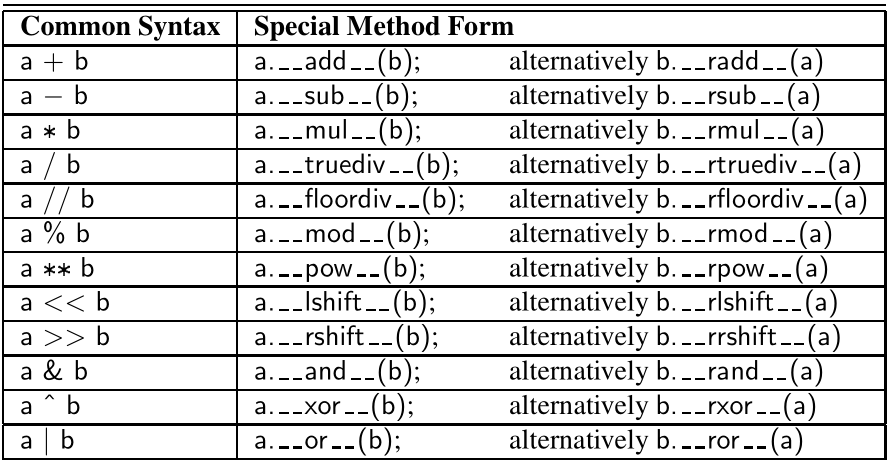 Common Syntax Special Method Form
a + b a.__add__(b); alternatively b.__radd__(a)
a − b a.__sub__(b); alternatively b.__rsub__(a)
a * b a.__mul__(b); alternatively b.__rmul__(a)
a / b a.__truediv__(b); alternatively b.__rtruediv__(a)
a // b a.__floordiv__(b); alternatively b.__rfloordiv__(a)
a % b a.__mod__(b); alternatively b.__rmod__(a)
a ** b a.__pow__(b); alternatively b.__rpow__(a)
a << b a.__lshift__(b); alternatively b.__rlshift__(a)
a >> b a.__rshift__(b); alternatively b.__rrshift__(a)
a & b a.__and__(b); alternatively b.__rand__(a)
a ^ b a.__xor__(b); alternatively b.__rxor__(a)
a | b a.__or__(b); alternatively b.__ror__(a)